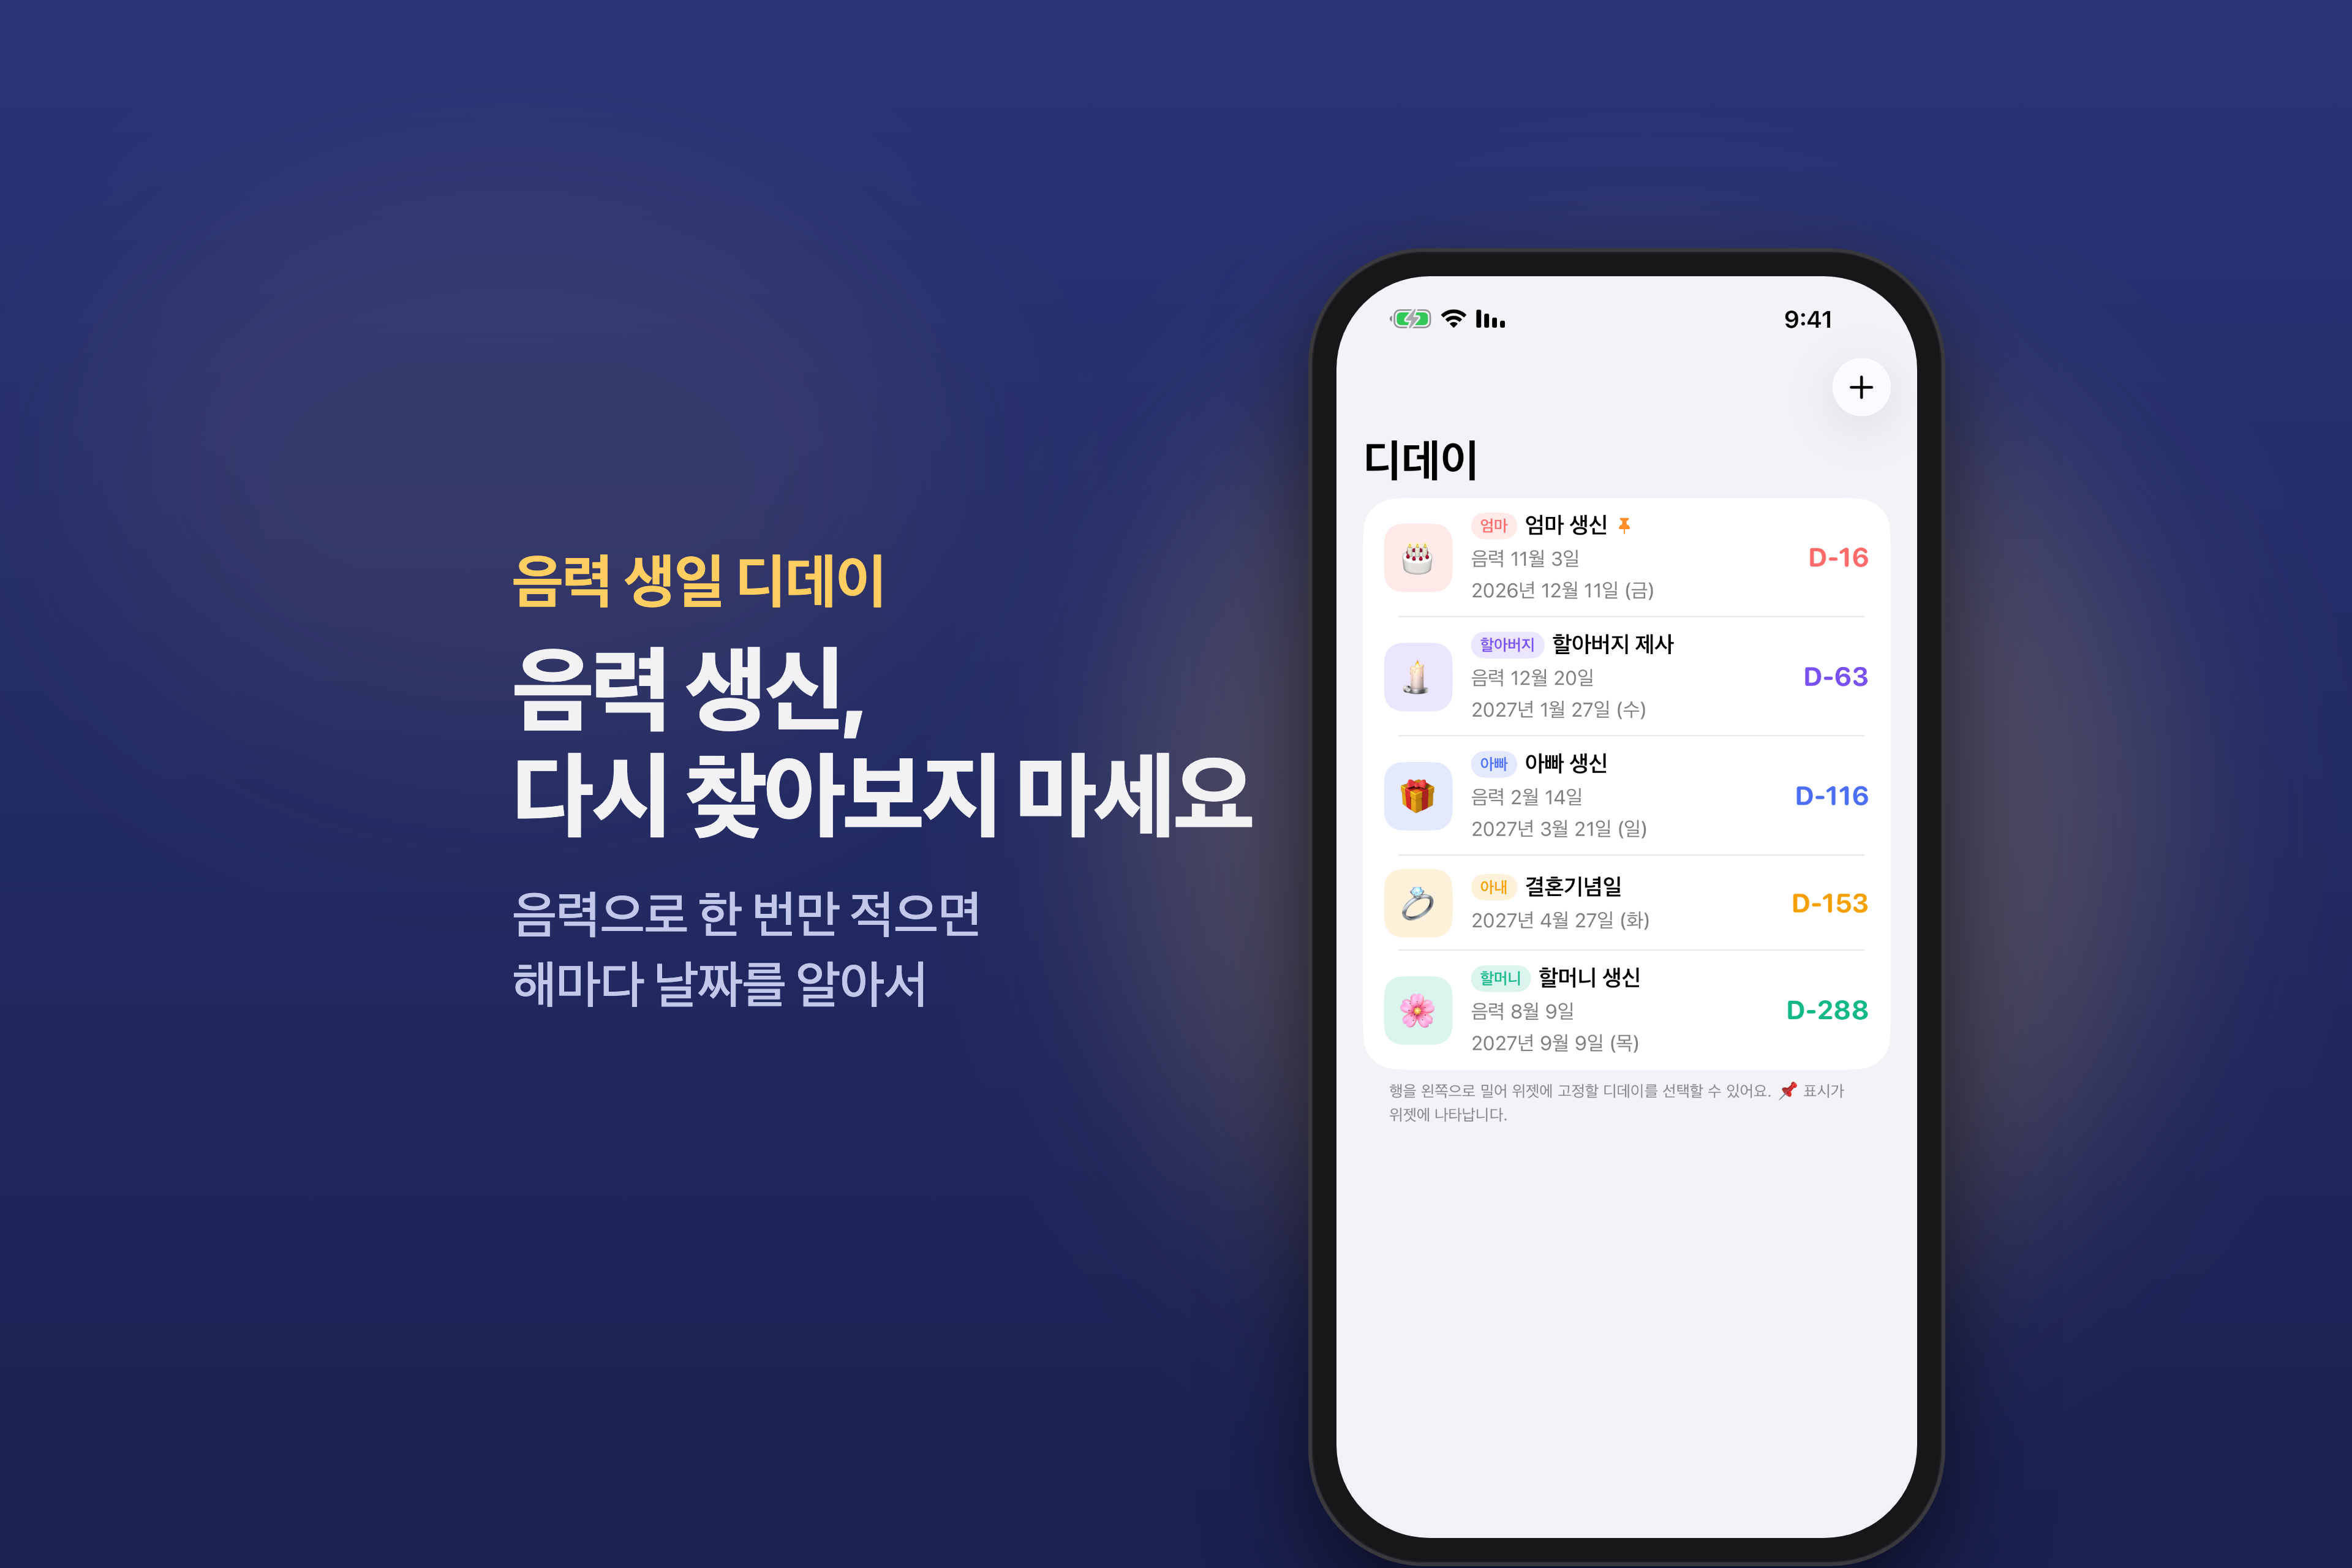 음력 생일 디데이
음력 생신,
다시 찾아보지 마세요
음력으로 한 번만 적으면
해마다 날짜를 알아서
9:41
디데이
엄마 엄마 생신
음력 11월 3일
2026년 12월 11일 (금)
D-16
할아버지 할아버지 제사
음력 12월 20일
2027년 1월 27일 (수)
D-63
아빠 아빠 생신
음력 2월 14일
2027년 3월 21일 (일)
D-116
아내 결혼기념일
2027년 4월 27일 (화)
D-153
할머니 할머니 생신
음력 8월 9일
2027년 9월 9일 (목)
D-288
행을 왼쪽으로 밀어 위젯에 고정할 디데이를 선택할 수 있어요. 📌 표시가
위젯에 나타납니다.